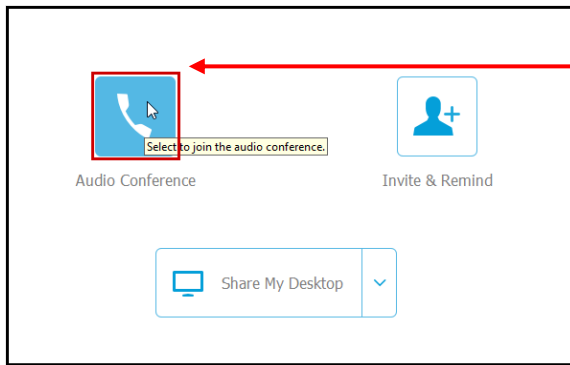 Select to join the audio conference.
Audio Conference
Invite & Remind
Share My Desktop